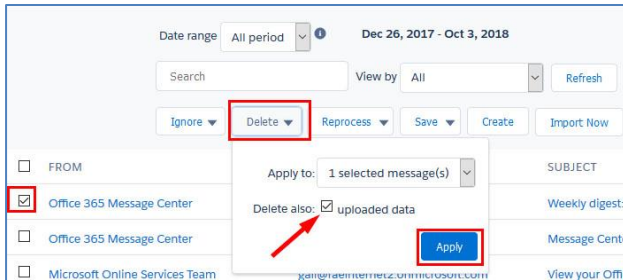 Date range All period Dec 26, 2017 - Oct 3, 2018
Search View by All Refresh
Ignore Delete Reprocess Save Create Import Now
FROM SUBJECT
Apply to: 1 selected message(s)
Office 365 Message Center Weekly digest:
Delete also: uploaded data
Office 365 Message Center Message Cent
Apply
Microsoft Online Services Team View your Offi